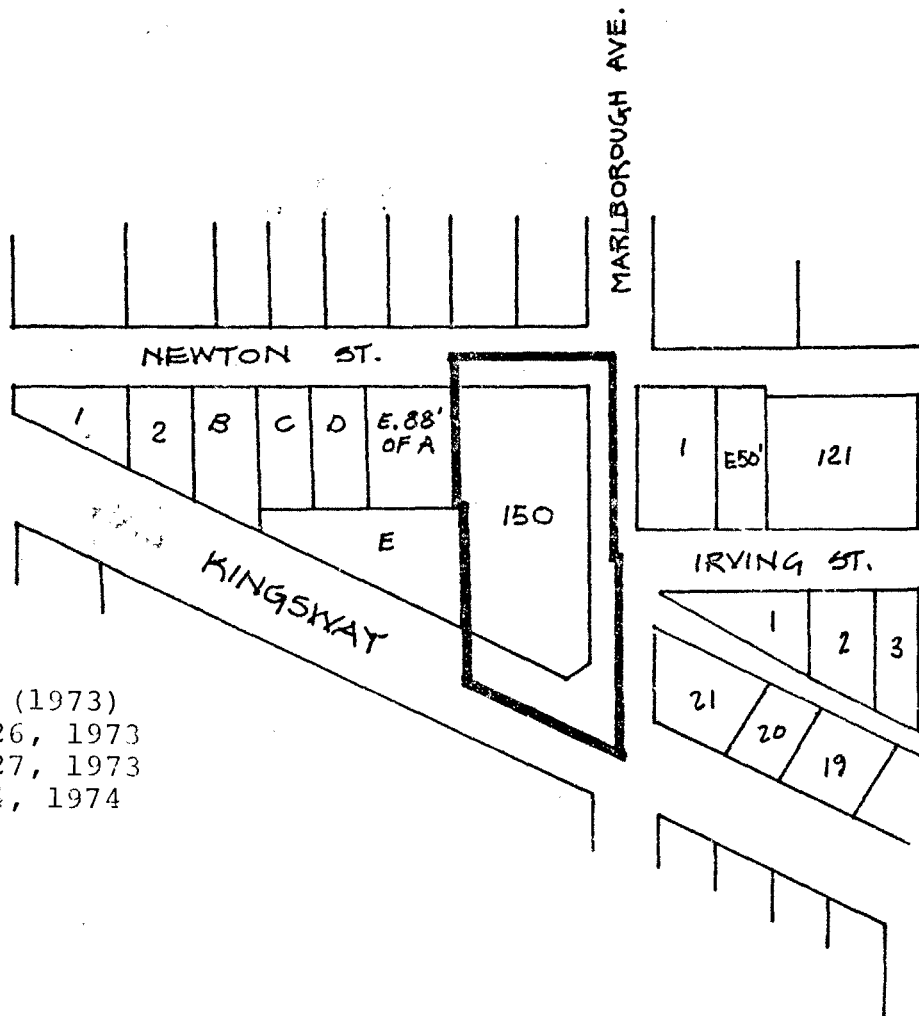 MARLBOROUGH AVE.
NEWTON ST.
1
2
B
C
D
E. 88'
OF A
E
150
1
E50'
121
IRVING ST.
KINGSWAY
1
2
3
21
20
19
(1973)
26, 1973
27, 1973
, 1974